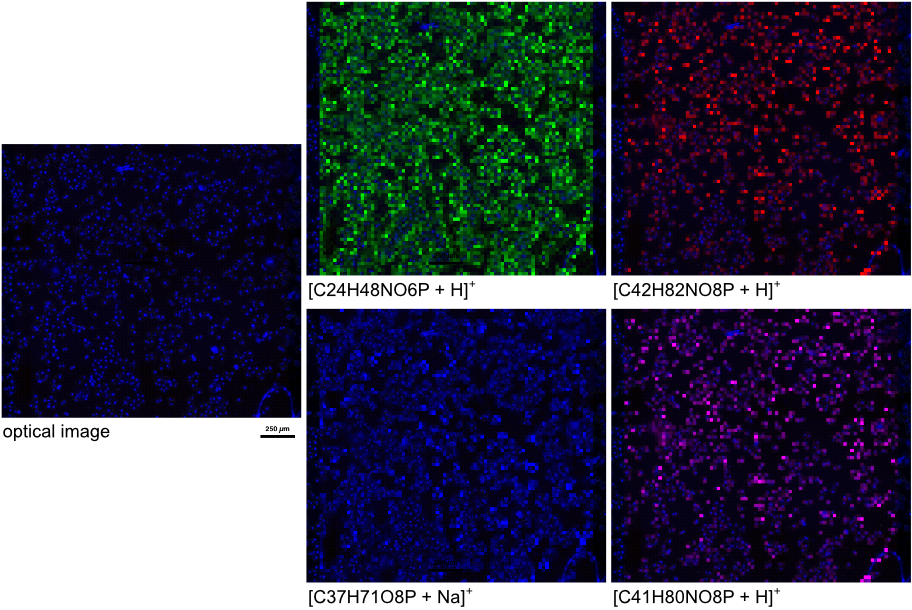 [C24H48NO6P + H]⁺
[C42H82NO8P + H]⁺
optical image
250 µm
[C37H71O8P + Na]⁺
[C41H80NO8P + H]⁺